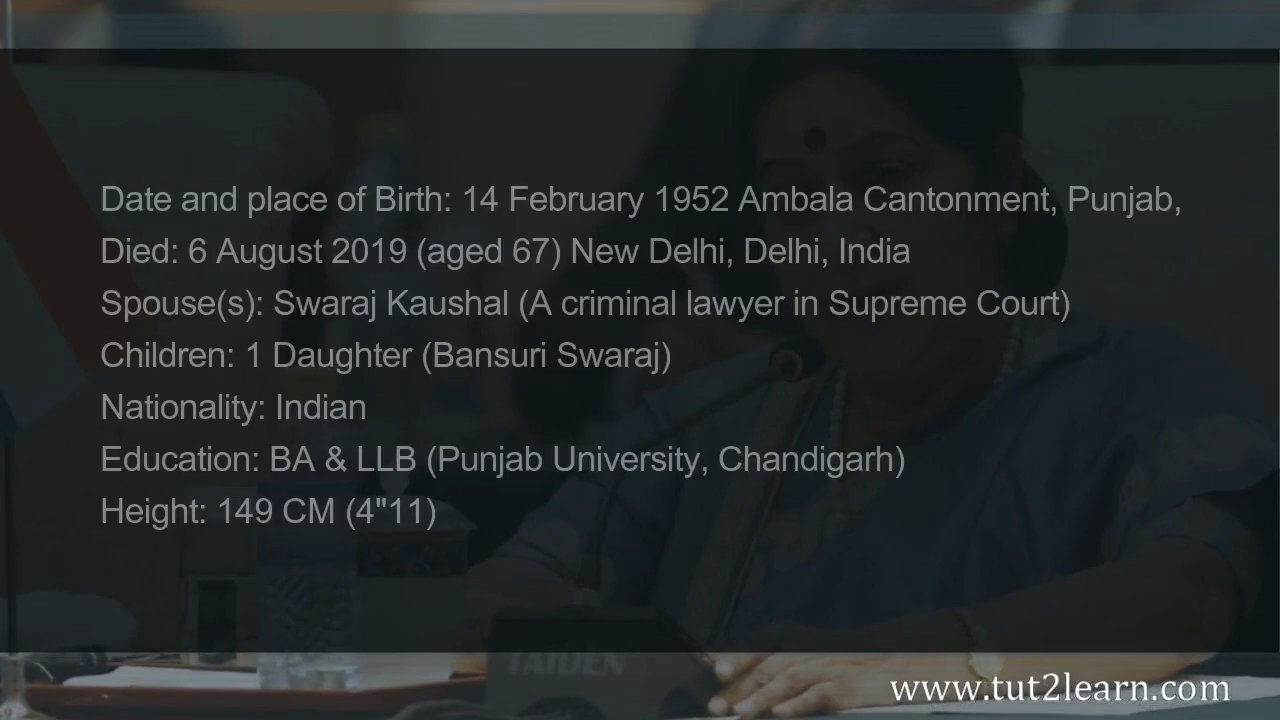 Date and place of Birth: 14 February 1952 Ambala Cantonment, Punjab,
Died: 6 August 2019 (aged 67) New Delhi, Delhi, India
Spouse(s): Swaraj Kaushal (A criminal lawyer in Supreme Court)
Children: 1 Daughter (Bansuri Swaraj)
Nationality: Indian
Education: BA & LLB (Punjab University, Chandigarh)
Height: 149 CM (4"11)
TAIDEN
www.tut2learn.com